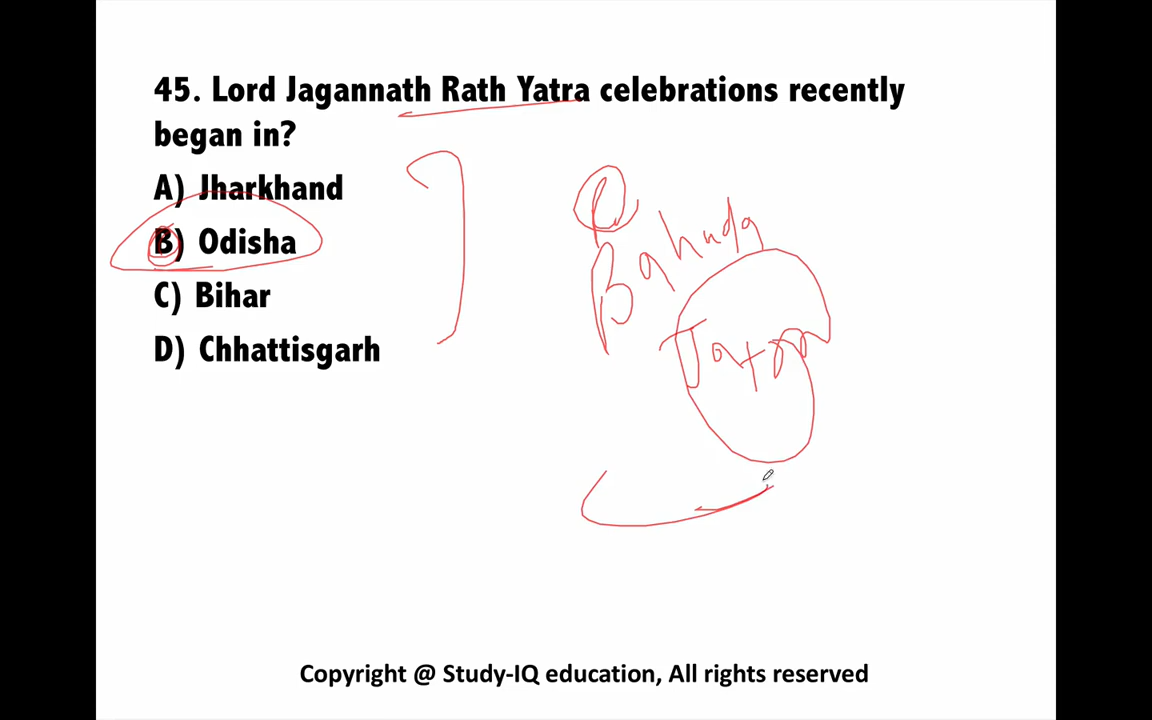 45. Lord Jagannath Rath Yatra celebrations recently
began in?
A) Jharkhand
B) Odisha
C) Bihar
D) Chhattisgarh
Bahuda
Copyright @ Study-IQ education, All rights reserved